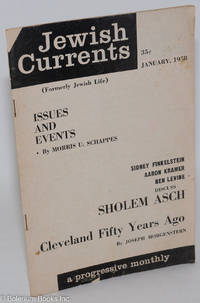 Jewish
Currents
(Formerly Jewish Life)
35¢
JANUARY, 1958
ISSUES
AND
EVENTS
• By MORRIS U. SCHAPPES
SIDNEY FINKELSTEIN
AARON KRAMER
BEN LEVINE
DISCUSS
SHOLEM ASCH
Cleveland Fifty Years Ago
By JOSEPH MORGENSTERN
a progressive monthly
© Bolerium Books Inc.